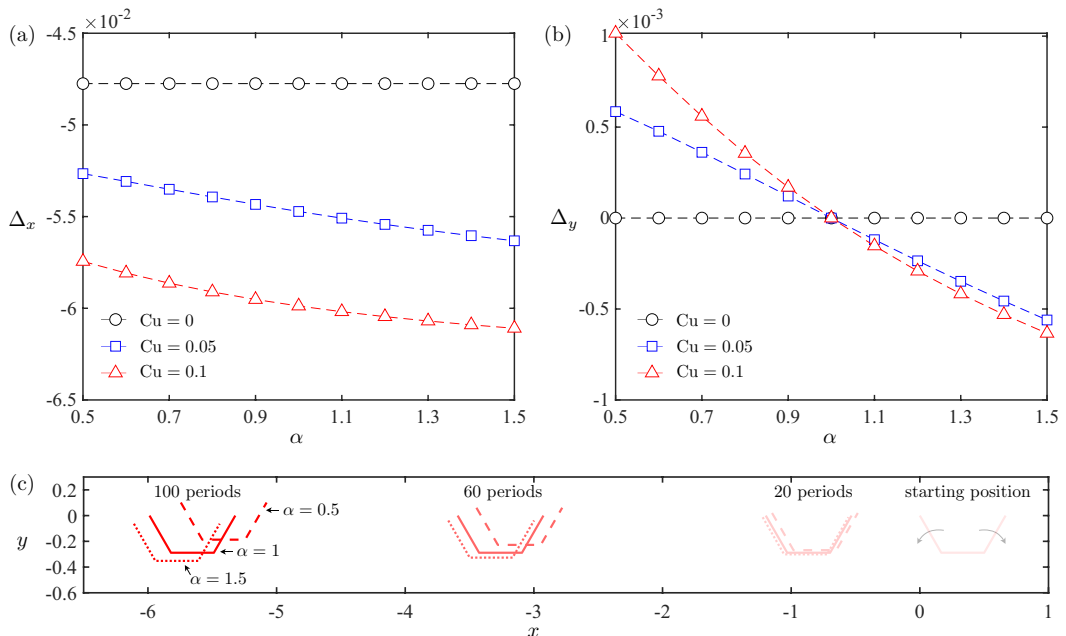 (a)
×10⁻²
-4.5
-5
Δx
-5.5
-6
-6.5
Cu = 0
Cu = 0.05
Cu = 0.1
0.5 0.7 0.9 1.1 1.3 1.5
α
(b)
×10⁻³
1
0.5
Δy
0
-0.5
-1
Cu = 0
Cu = 0.05
Cu = 0.1
0.5 0.7 0.9 1.1 1.3 1.5
α
(c)
0.2
0
y
-0.2
-0.4
-0.6
100 periods 60 periods 20 periods starting position
α = 0.5
α = 1
α = 1.5
-6 -5 -4 -3 -2 -1 0 1
x